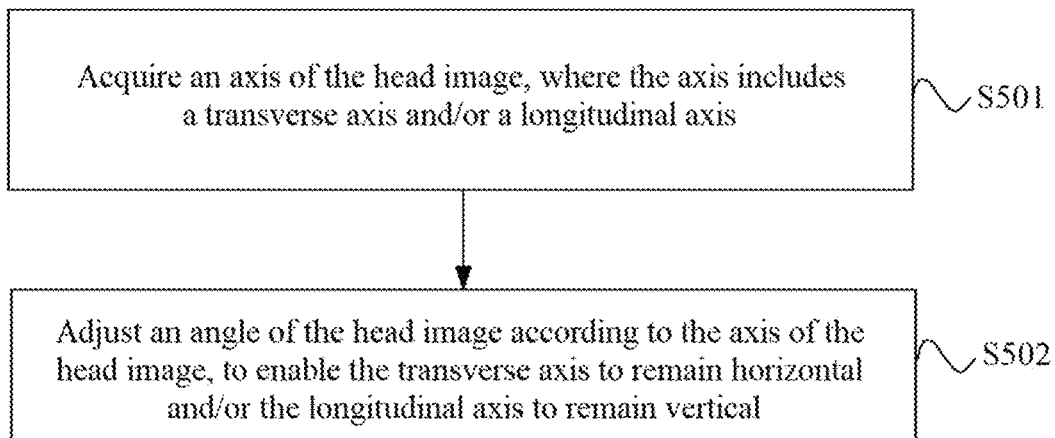 Acquire an axis of the head image, where the axis includes
a transverse axis and/or a longitudinal axis
S501
Adjust an angle of the head image according to the axis of the
head image, to enable the transverse axis to remain horizontal
and/or the longitudinal axis to remain vertical
S502